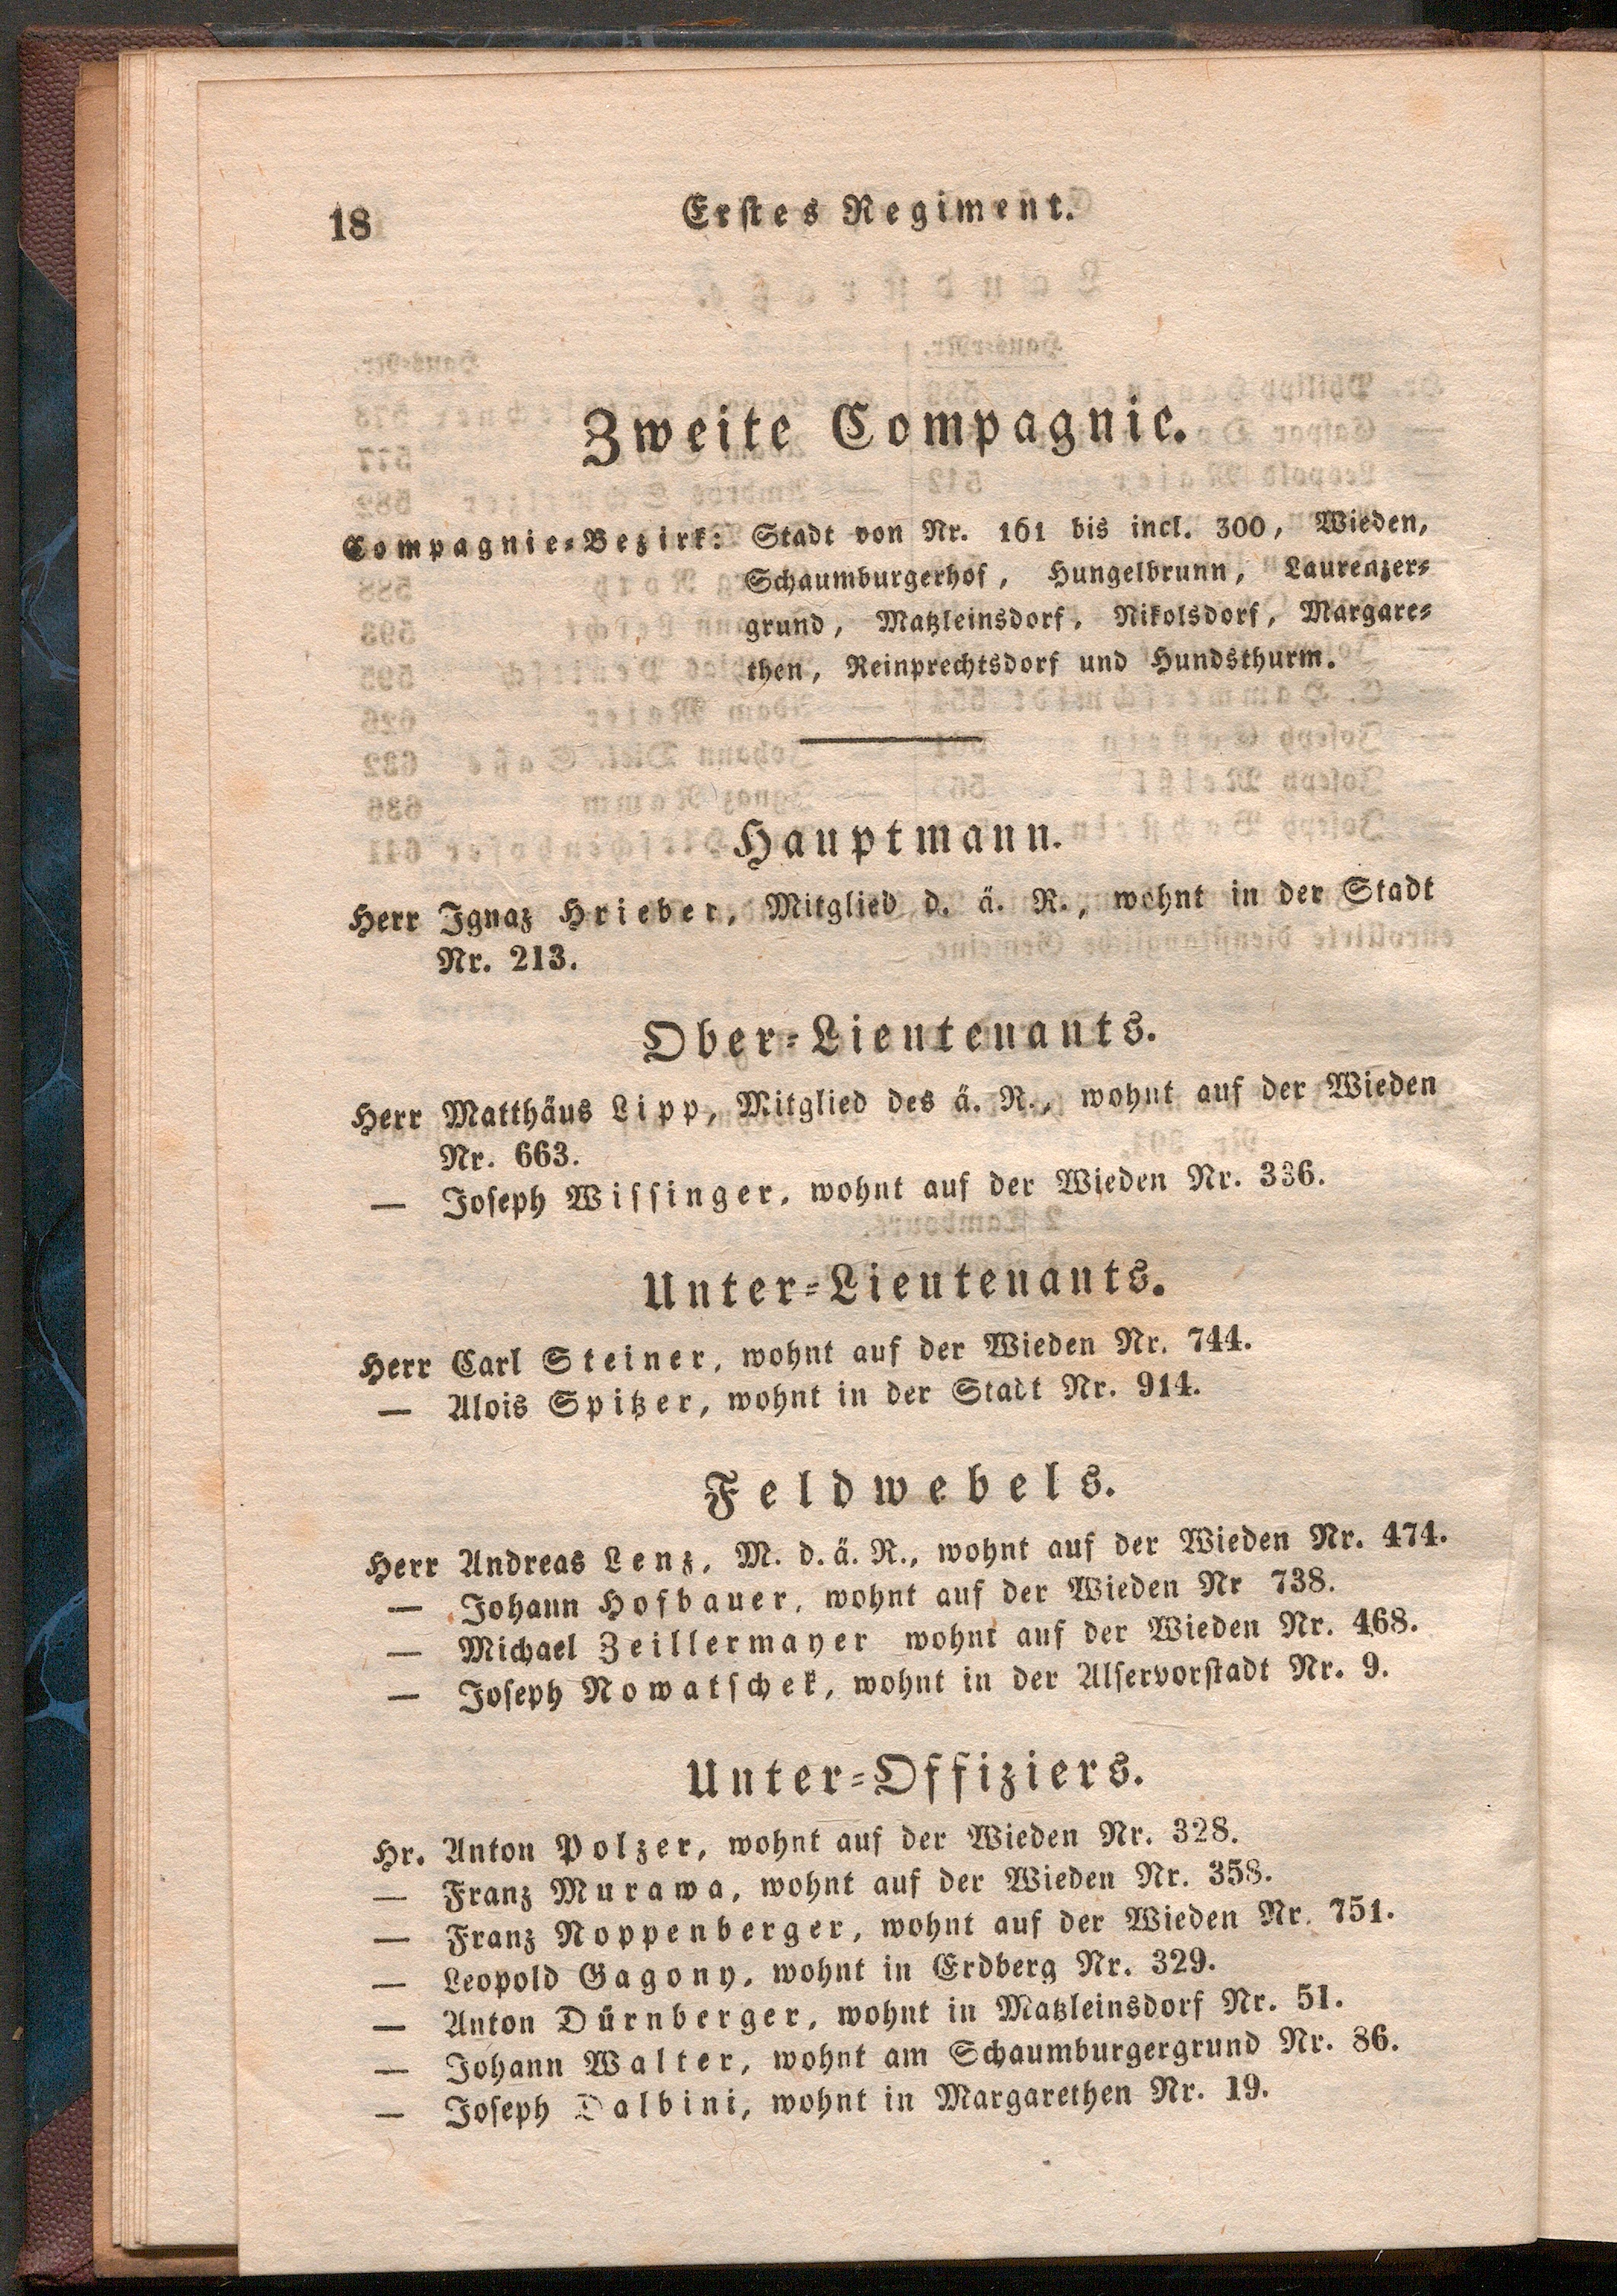 18
Erstes Regiment.
Zweite Compagnie.
Compagnie-Bezirk: Stadt von Nr. 161 bis incl. 300, Wieden,
Schaumburgerhof, Hungelbrunn, Laurenzer-
grund, Matzleinsdorf, Nikolsdorf, Margare-
then, Reinprechtsdorf und Hundsthurm.
Hauptmann.
Herr Ignaz Hrieber, Mitglied d. ä. R., wohnt in der Stadt
Nr. 213.
Ober-Lieutenants.
Herr Matthäus Lipp, Mitglied des ä. R., wohnt auf der Wieden
Nr. 663.
— Joseph Wissinger, wohnt auf der Wieden Nr. 336.
Unter-Lieutenants.
Herr Carl Steiner, wohnt auf der Wieden Nr. 744.
— Alois Spitzer, wohnt in der Stadt Nr. 914.
Feldwebels.
Herr Andreas Lenz, M. d. ä. R., wohnt auf der Wieden Nr. 474.
— Johann Hofbauer, wohnt auf der Wieden Nr 738.
— Michael Zeillermayer wohnt auf der Wieden Nr. 468.
— Joseph Nowatschek, wohnt in der Alservorstadt Nr. 9.
Unter-Offiziers.
Hr. Anton Polzer, wohnt auf der Wieden Nr. 328.
— Franz Murawa, wohnt auf der Wieden Nr. 358.
— Franz Noppenberger, wohnt auf der Wieden Nr. 751.
— Leopold Gagony, wohnt in Erdberg Nr. 329.
— Anton Dürnberger, wohnt in Matzleinsdorf Nr. 51.
— Johann Walter, wohnt am Schaumburgergrund Nr. 86.
— Joseph Dalbini, wohnt in Margarethen Nr. 19.